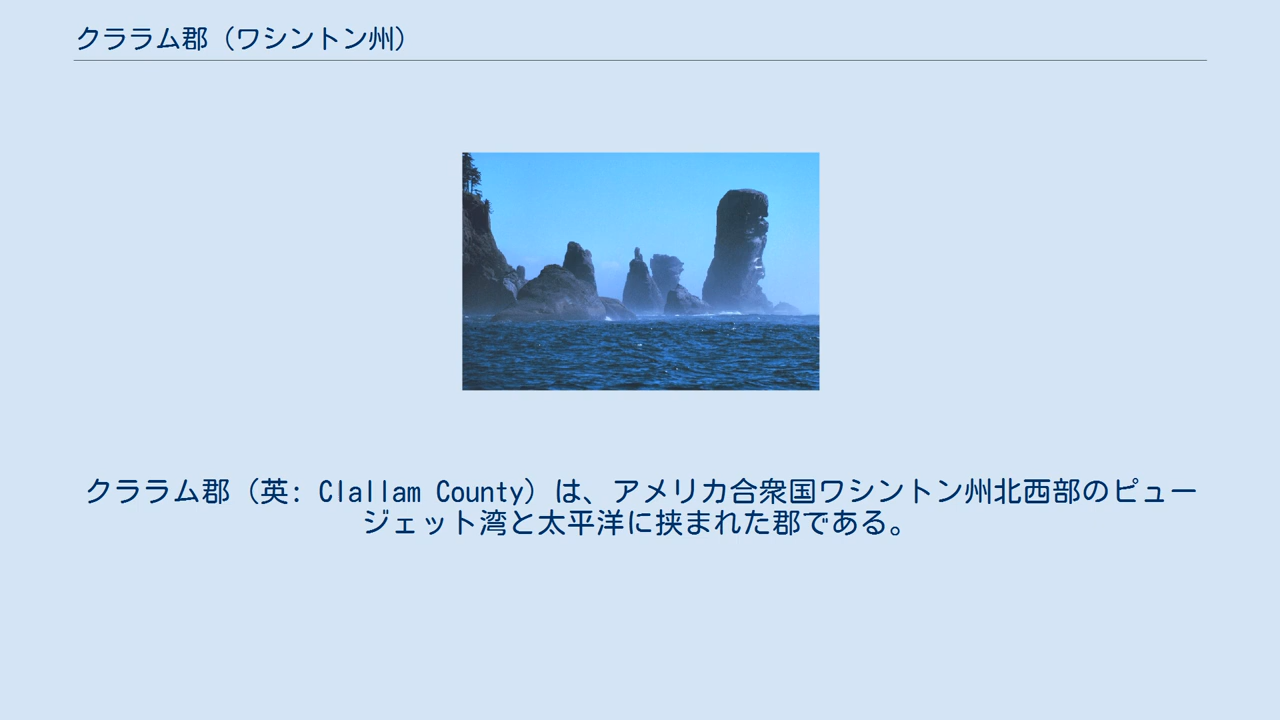 クララム郡（ワシントン州）
クララム郡（英: Clallam County）は、アメリカ合衆国ワシントン州北西部のピュー
ジェット湾と太平洋に挟まれた郡である。